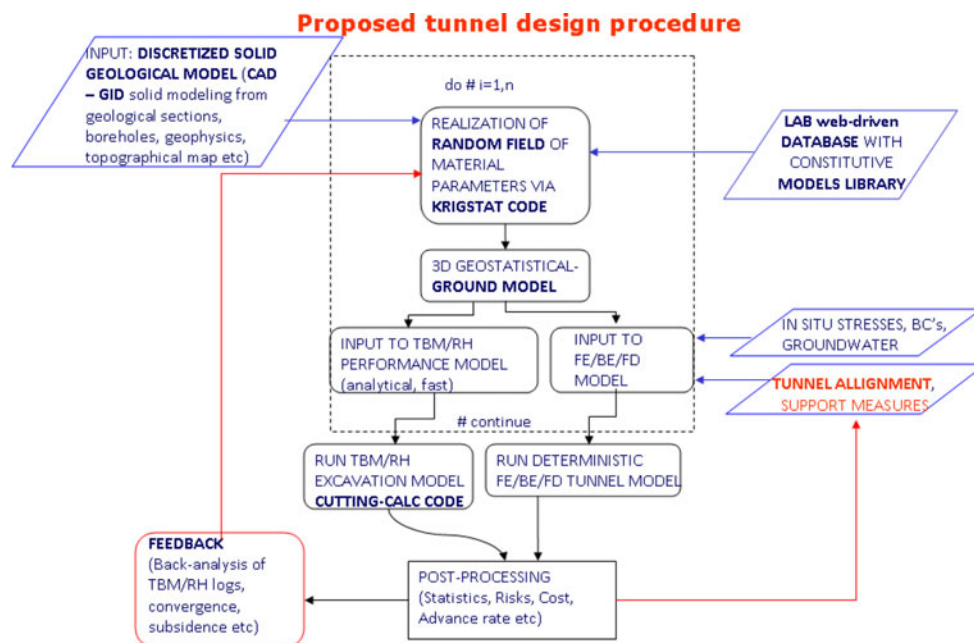 Proposed tunnel design procedure
INPUT: DISCRETIZED SOLID
GEOLOGICAL MODEL (CAD
– GID solid modeling from
geological sections,
boreholes, geophysics,
topographical map etc)
do # i=1,n
REALIZATION OF
RANDOM FIELD OF
MATERIAL
PARAMETERS VIA
KRIGSTAT CODE
LAB web-driven
DATABASE WITH
CONSTITUTIVE
MODELS LIBRARY
3D GEOSTATISTICAL-
GROUND MODEL
INPUT TO TBM/RH
PERFORMANCE MODEL
(analytical, fast)
INPUT TO
FE/BE/FD
MODEL
IN SITU STRESSES, BC's,
GROUNDWATER
TUNNEL ALLIGNMENT,
SUPPORT MEASURES
# continue
RUN TBM/RH
EXCAVATION MODEL
CUTTING-CALC CODE
RUN DETERMINISTIC
FE/BE/FD TUNNEL MODEL
FEEDBACK
(Back-analysis of
TBM/RH logs,
convergence,
subsidence etc)
POST-PROCESSING
(Statistics, Risks, Cost,
Advance rate etc)